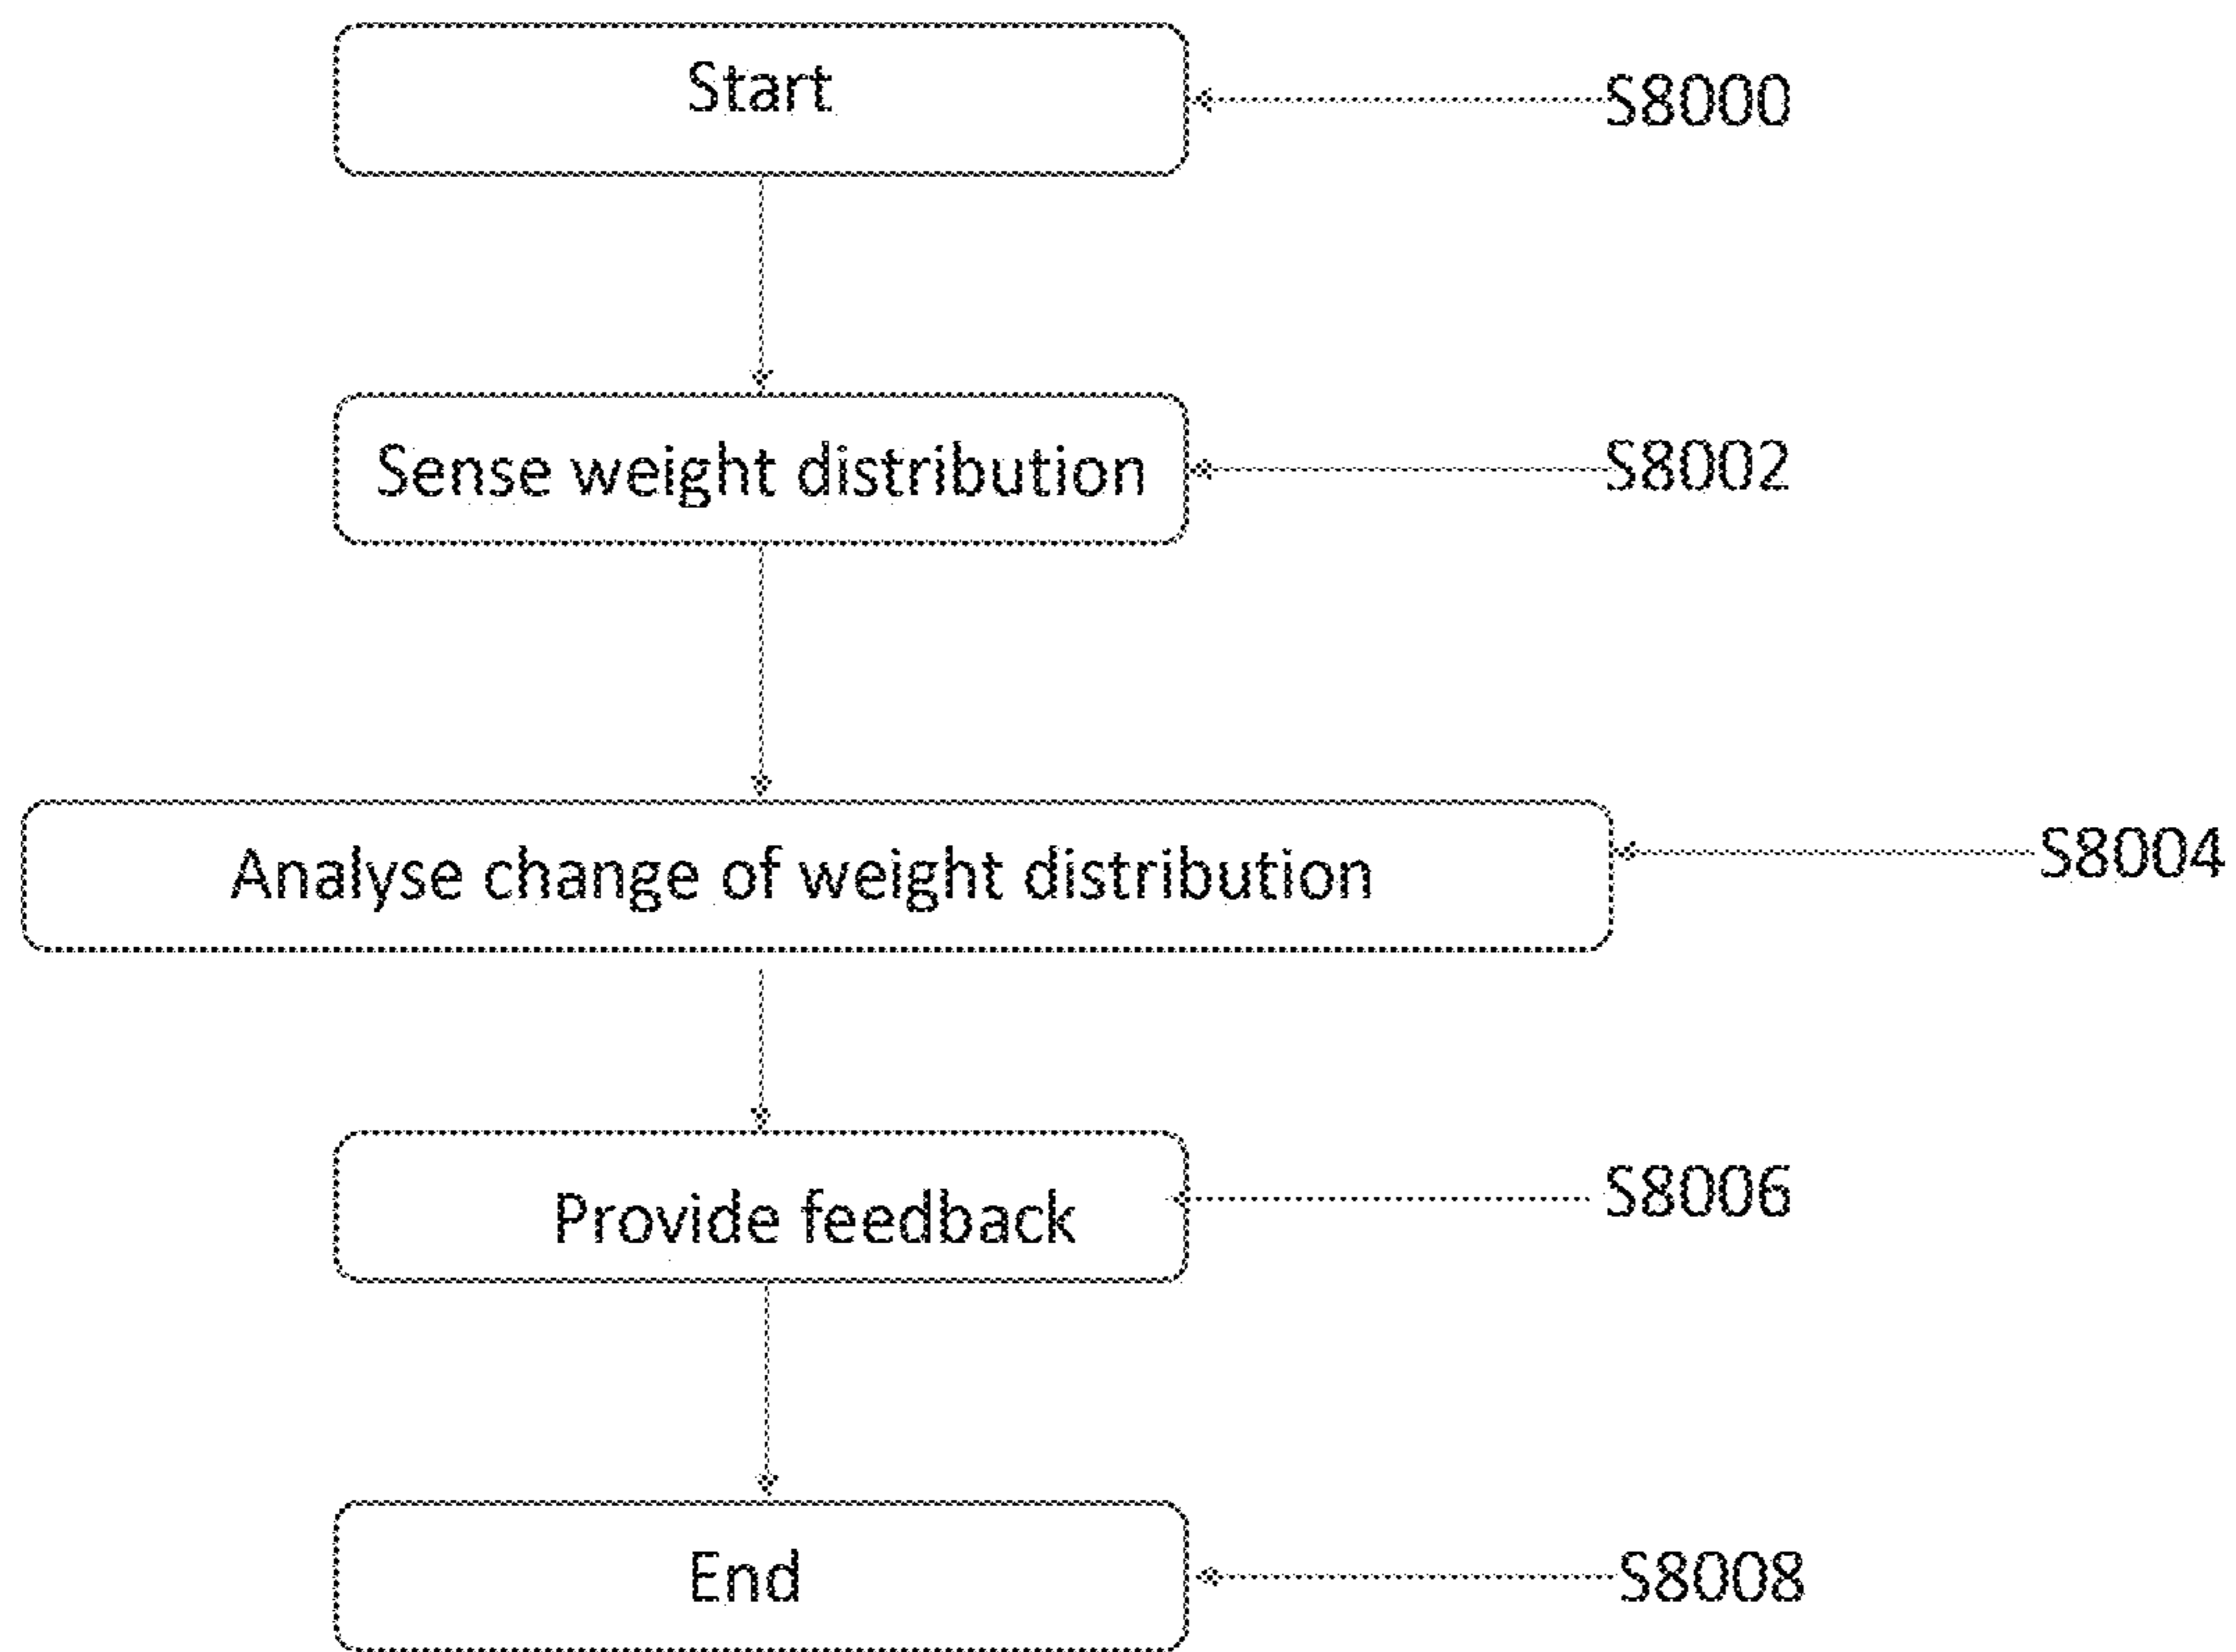 Start
S8000
Sense weight distribution
S8002
Analyse change of weight distribution
S8004
Provide feedback
S8006
End
S8008